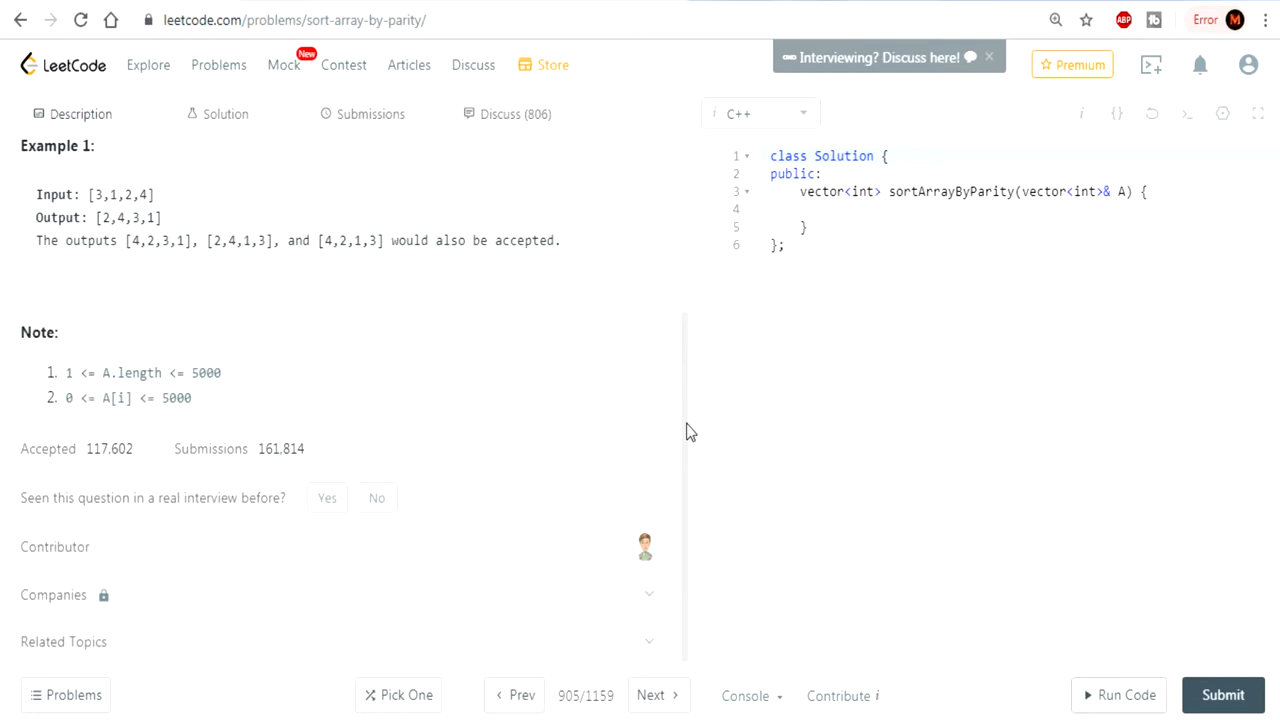 leetcode.com/problems/sort-array-by-parity/
ABP
Error M
LeetCode Explore Problems Mock New Contest Articles Discuss Store
Interviewing? Discuss here! ×
Premium
Description Solution Submissions Discuss (806)
i C++
Example 1:
Input: [3,1,2,4]
Output: [2,4,3,1]
The outputs [4,2,3,1], [2,4,1,3], and [4,2,1,3] would also be accepted.
Note:
1. 1 <= A.length <= 5000
2. 0 <= A[i] <= 5000
Accepted 117,602 Submissions 161,814
Seen this question in a real interview before? Yes No
Contributor
Companies
Related Topics
Problems Pick One Prev 905/1159 Next
i {}
1 class Solution {
2 public:
3 vector<int> sortArrayByParity(vector<int>& A) {
4
5 }
6 };
Console Contribute i Run Code Submit